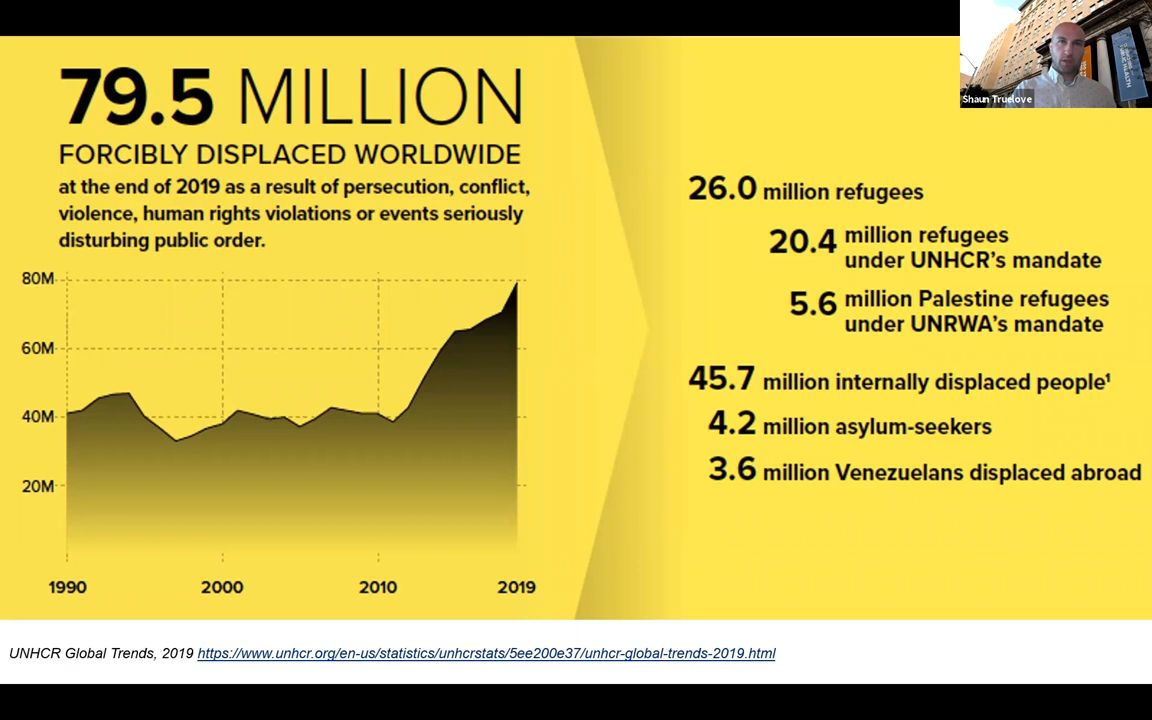 79.5 MILLION
FORCIBLY DISPLACED WORLDWIDE
at the end of 2019 as a result of persecution, conflict,
violence, human rights violations or events seriously
disturbing public order.
80M
60M
40M
20M
1990
2000
2010
2019
26.0 million refugees
20.4 million refugees
under UNHCR’s mandate
5.6 million Palestine refugees
under UNRWA’s mandate
45.7 million internally displaced people¹
4.2 million asylum-seekers
3.6 million Venezuelans displaced abroad
Shaun Truelove
UNHCR Global Trends, 2019 https://www.unhcr.org/en-us/statistics/unhcrstats/5ee200e37/unhcr-global-trends-2019.html